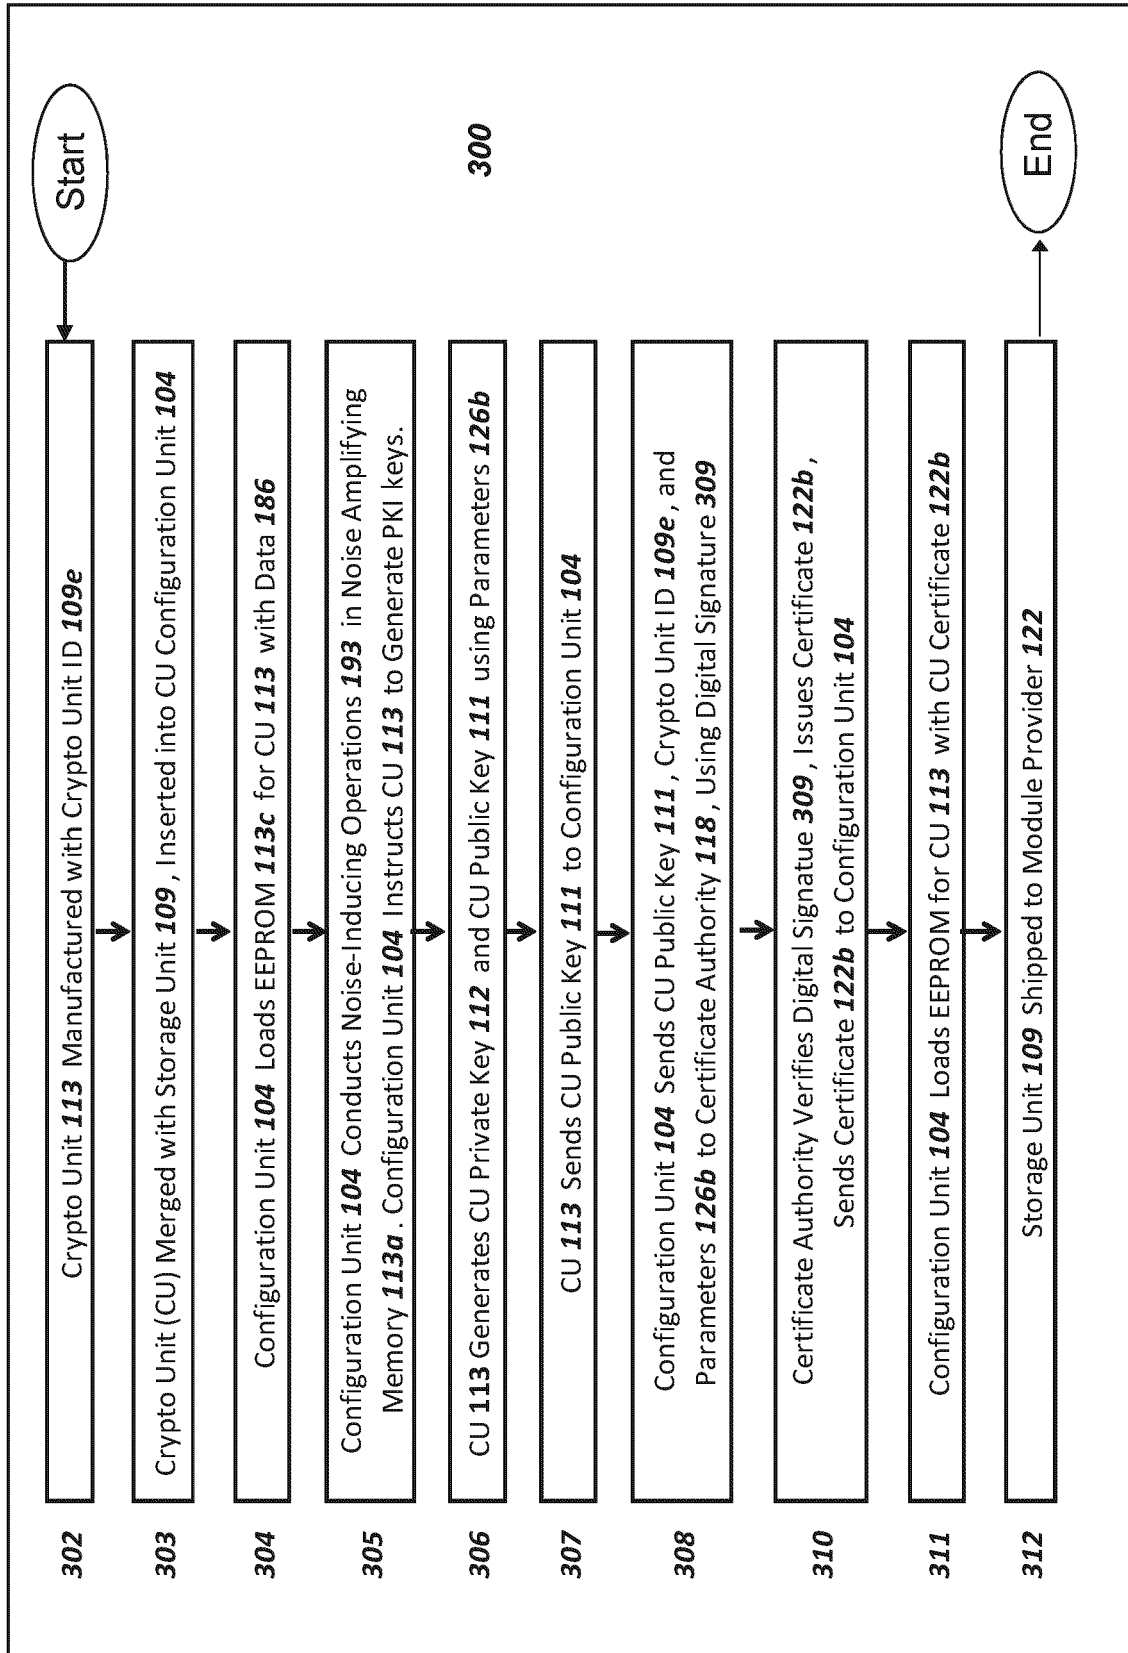 Start
302
Crypto Unit 113 Manufactured with Crypto Unit ID 109e
303
Crypto Unit (CU) Merged with Storage Unit 109, Inserted into CU Configuration Unit 104
304
Configuration Unit 104 Loads EEPROM 113c for CU 113 with Data 186
305
Configuration Unit 104 Conducts Noise-Inducing Operations 193 in Noise Amplifying
Memory 113a. Configuration Unit 104 Instructs CU 113 to Generate PKI keys.
306
CU 113 Generates CU Private Key 112 and CU Public Key 111 using Parameters 126b
300
307
CU 113 Sends CU Public Key 111 to Configuration Unit 104
308
Configuration Unit 104 Sends CU Public Key 111, Crypto Unit ID 109e, and
Parameters 126b to Certificate Authority 118, Using Digital Signature 309
310
Certificate Authority Verifies Digital Signatue 309, Issues Certificate 122b,
Sends Certificate 122b to Configuration Unit 104
311
Configuration Unit 104 Loads EEPROM for CU 113 with CU Certificate 122b
312
Storage Unit 109 Shipped to Module Provider 122
End